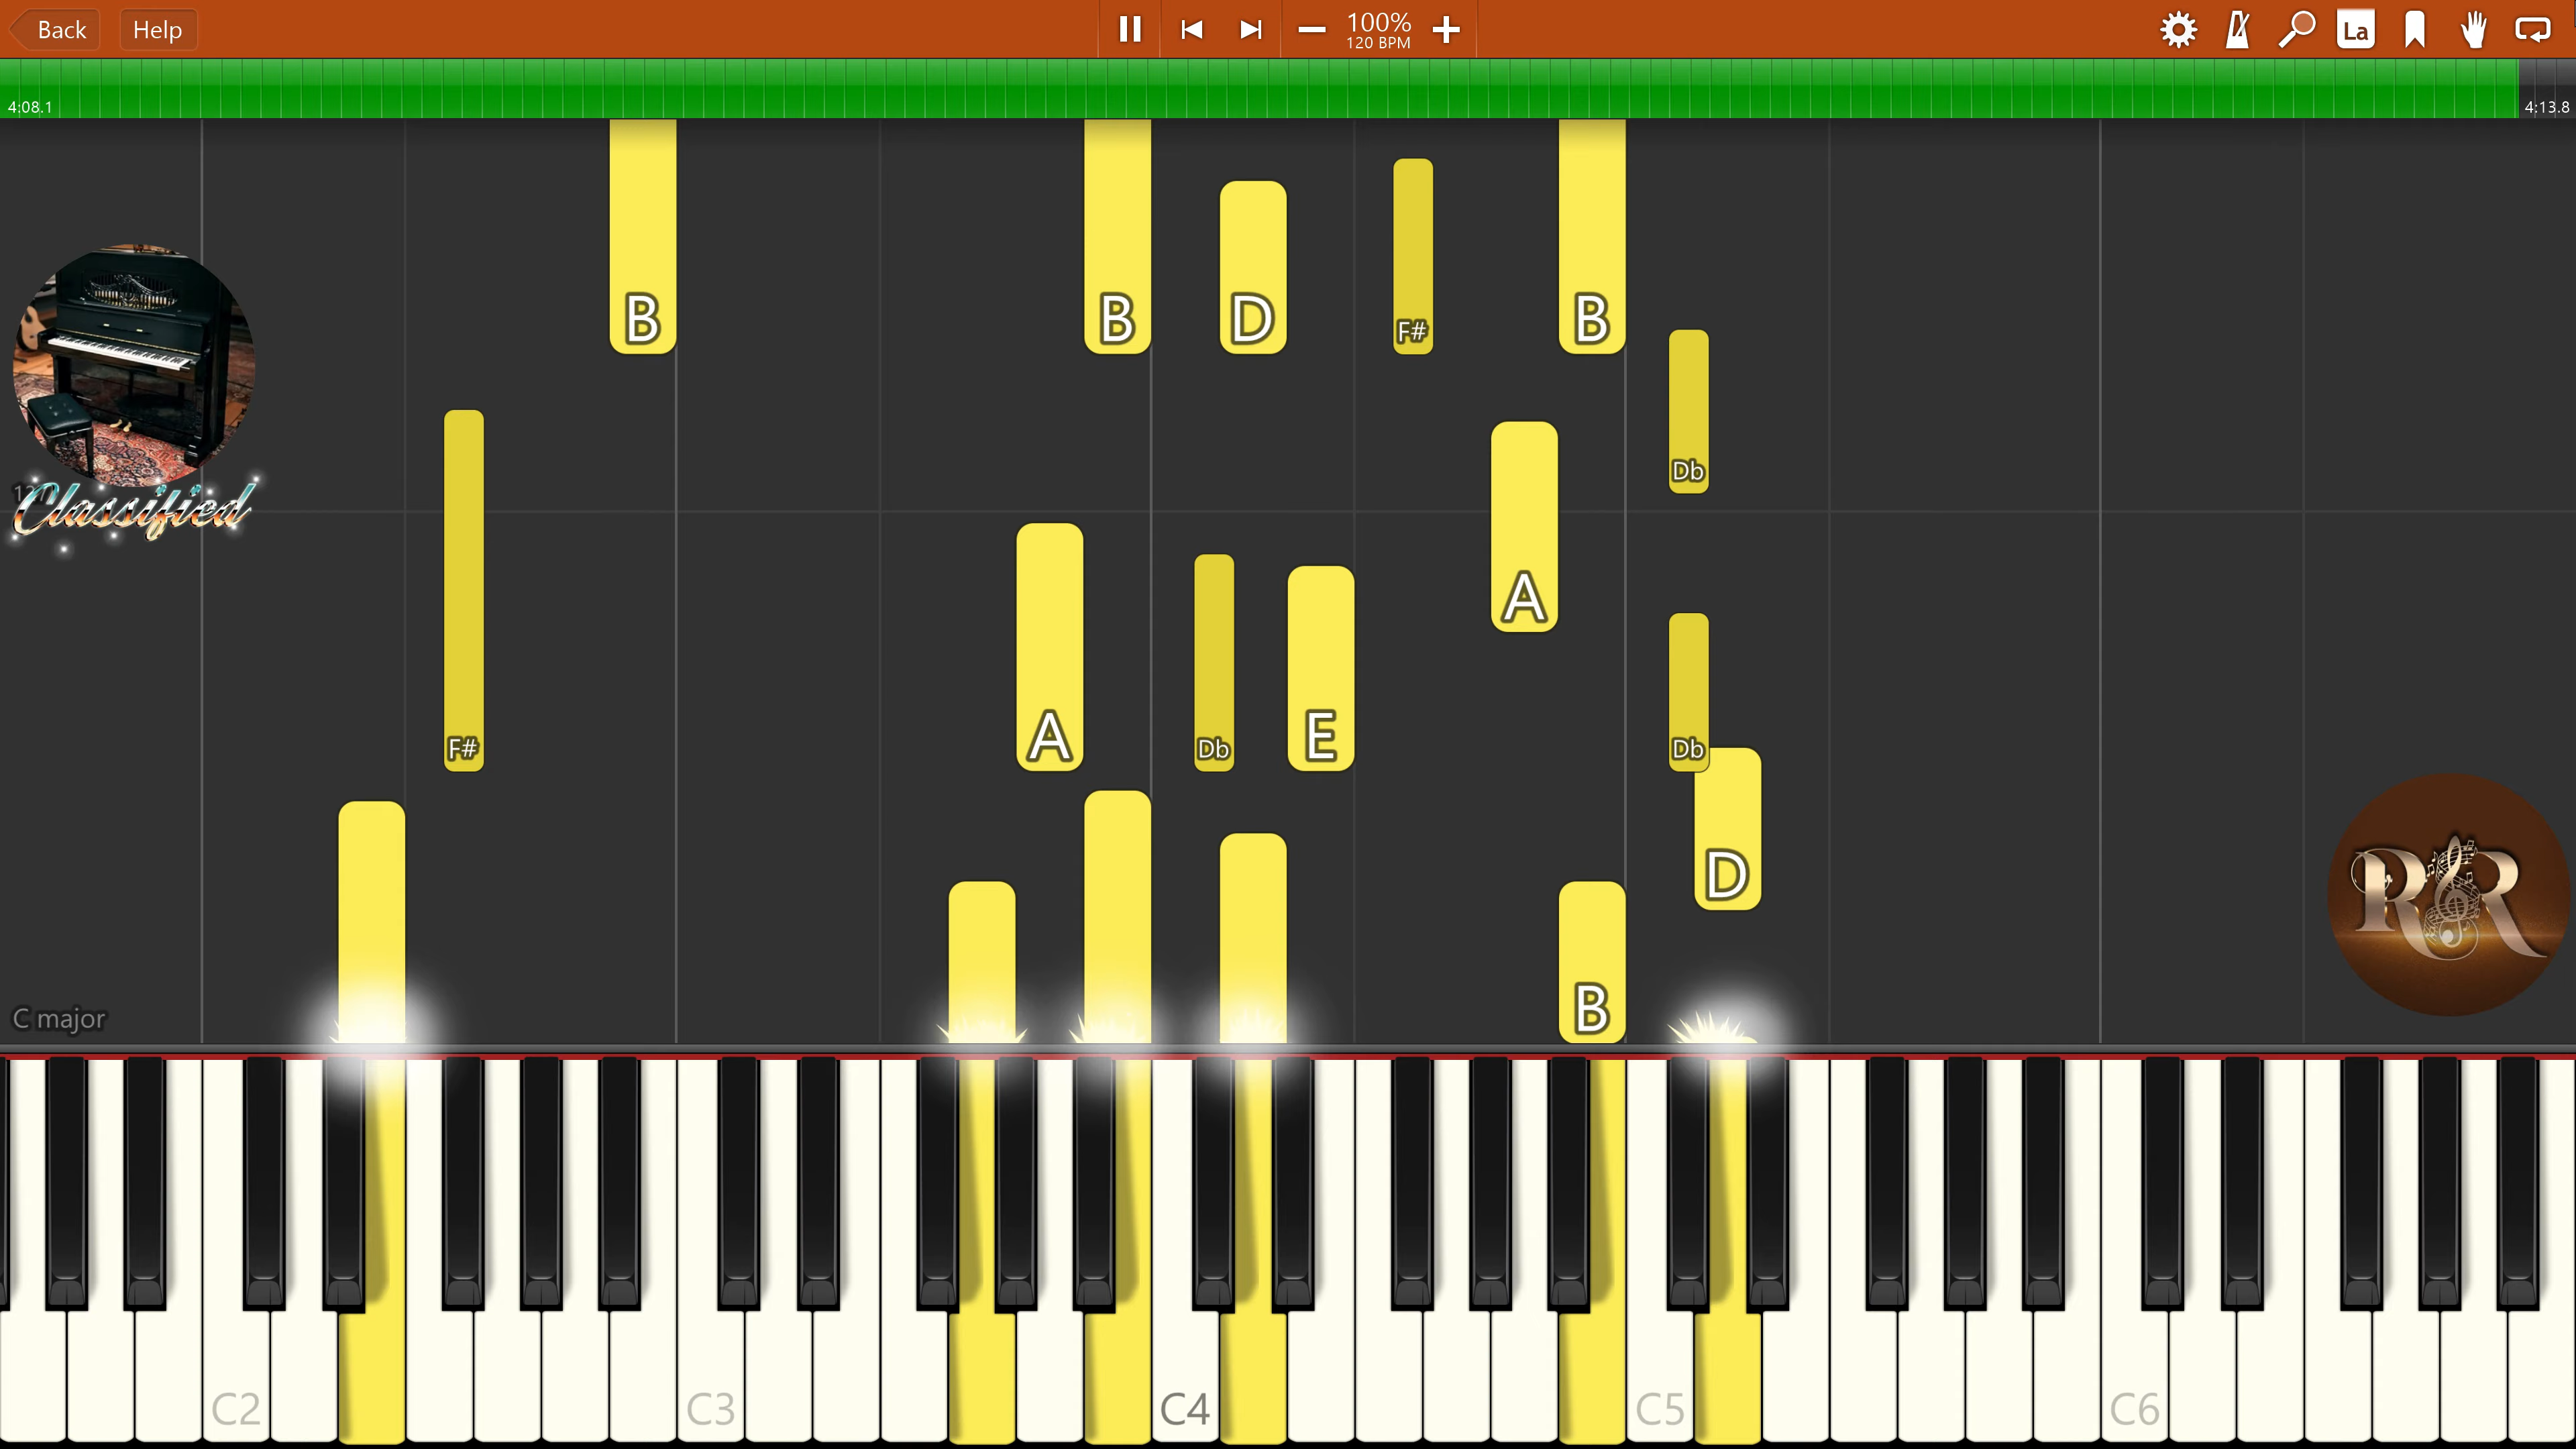 Back
Help
100%
120 BPM
La
4:08.1
4:13.8
B
B
D
F#
B
Db
Classified
A
F#
A
Db
E
Db
D
B
R R
C major
C2
C3
C4
C5
C6